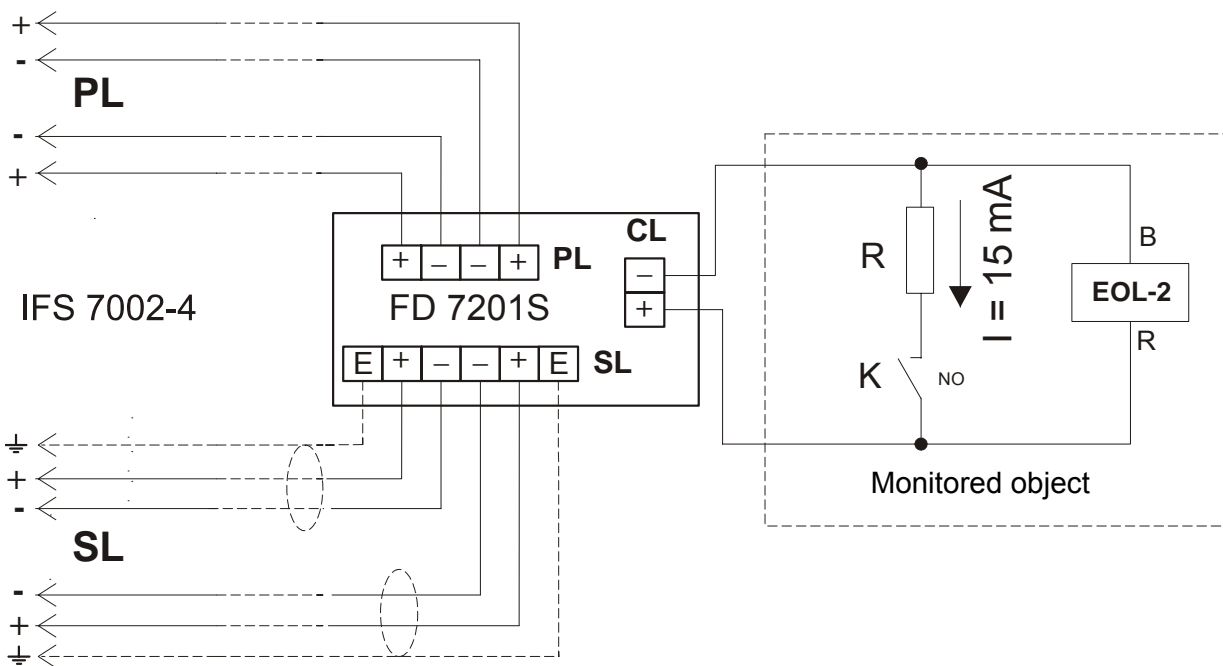 +
-
PL
-
+
IFS 7002-4
CL
+ – – + PL
–
+
FD 7201S
E + – – + E SL
R
I = 15 mA
B
EOL-2
R
K NO
Monitored object
+
-
SL
-
+